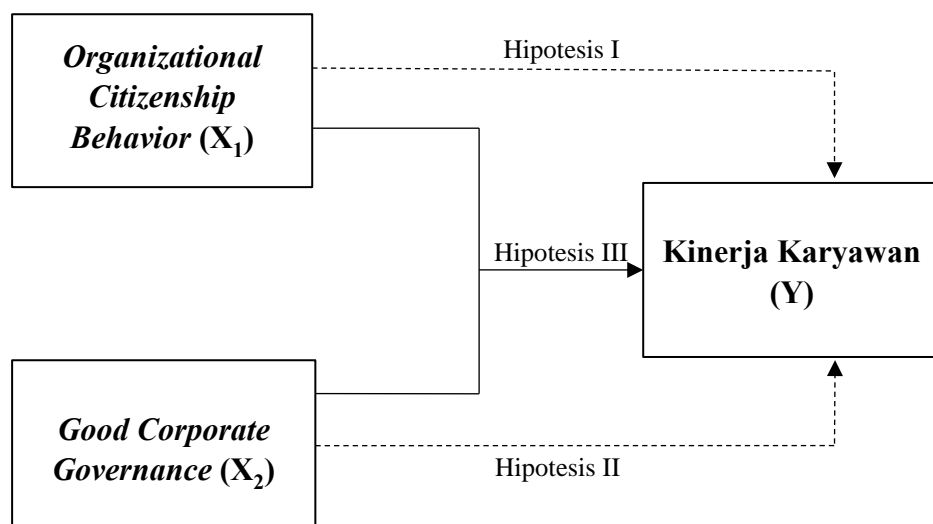 Organizational
Citizenship
Behavior (X₁)
Hipotesis I
Hipotesis III
Kinerja Karyawan
(Y)
Good Corporate
Governance (X₂)
Hipotesis II